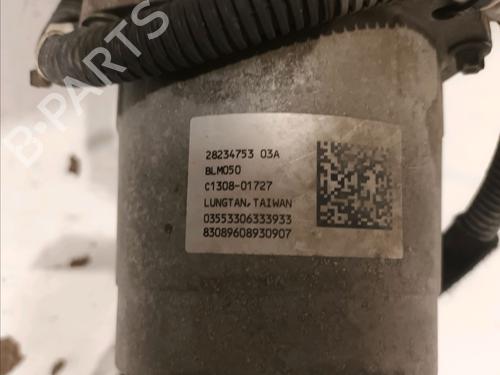 28234753 03A
BLM050
C1308-01727
LUNGTAN,TAIWAN
03553306333933
83089608930907
B-PARTS